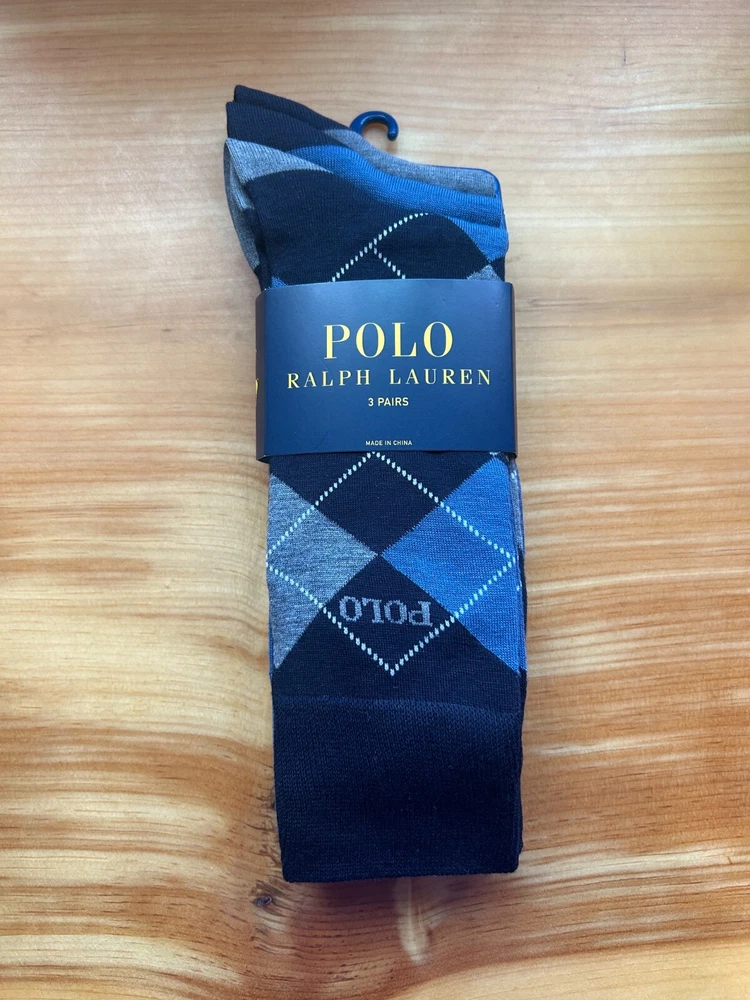 POLO
RALPH LAUREN
3 PAIRS
MADE IN CHINA
POLO